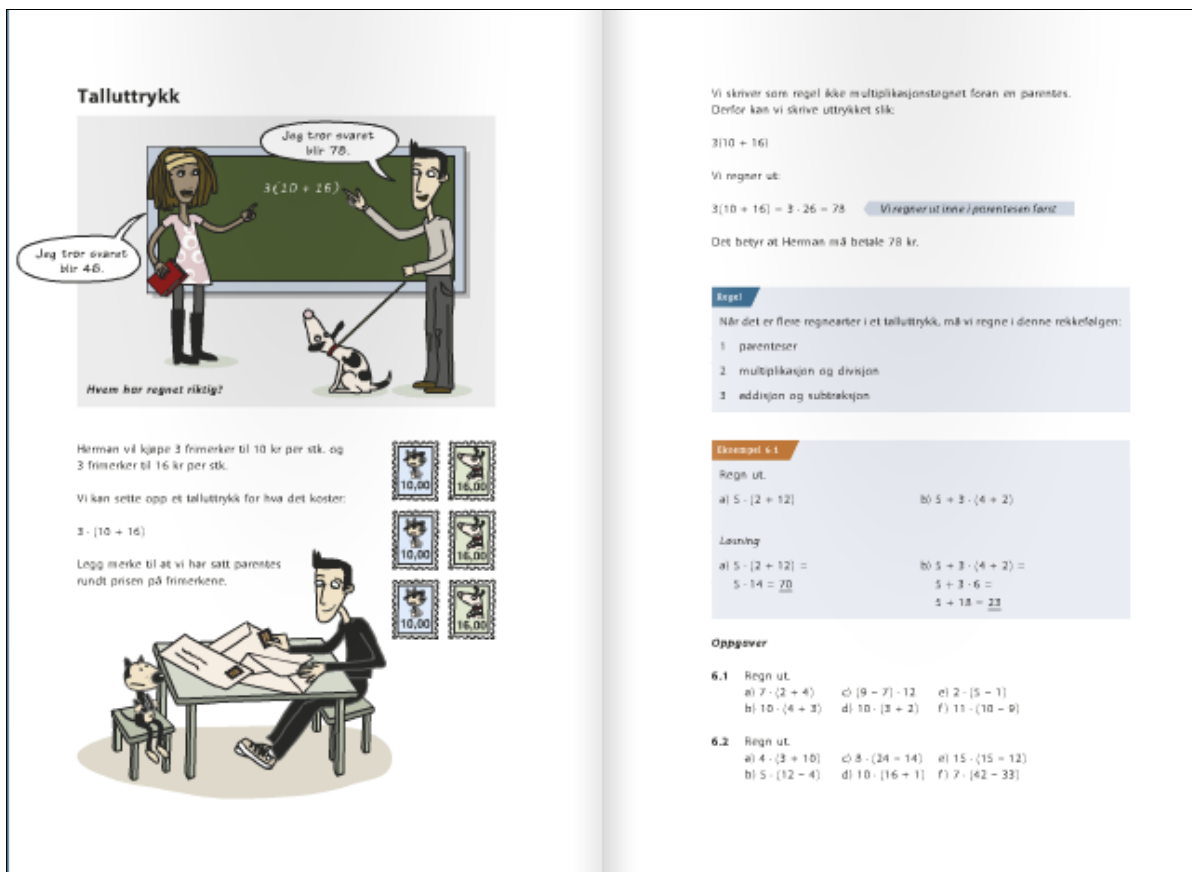 Talluttrykk
Jeg tror svaret
blir 78.
3(10 + 16)
Jeg tror svaret
blir 46.
Hvem har regnet riktig?
Herman vil kjøpe 3 frimerker til 10 kr per stk. og
3 frimerker til 16 kr per stk.
Vi kan sette opp et talluttrykk for hva det koster:
3 · (10 + 16)
Legg merke til at vi har satt parentes
rundt prisen på frimerkene.
10,00 16,00
10,00 16,00
10,00 16,00
Vi skriver som regel ikke multiplikasjonstegnet foran en parentes.
Derfor kan vi skrive uttrykket slik:
3(10 + 16)
Vi regner ut:
3(10 + 16) = 3 · 26 = 78 Vi regner ut inne i parentesen først
Det betyr at Herman må betale 78 kr.
Regel
Når det er flere regnearter i et talluttrykk, må vi regne i denne rekkefølgen:
1 parenteser
2 multiplikasjon og divisjon
3 addisjon og subtraksjon
Eksempel 6.1
Regn ut.
a) 5 · (2 + 12) b) 5 + 3 · (4 + 2)
Løsning
a) 5 · (2 + 12) = b) 5 + 3 · (4 + 2) =
5 · 14 = 70 5 + 3 · 6 =
5 + 18 = 23
Oppgaver
6.1 Regn ut.
a) 7 · (2 + 4) c) (9 − 7) · 12 e) 2 · (5 − 1)
b) 10 · (4 + 3) d) 10 · (3 + 2) f) 11 · (10 − 9)
6.2 Regn ut.
a) 4 · (3 + 10) c) 8 · (24 − 14) e) 15 · (15 − 12)
b) 5 · (12 − 4) d) 10 · (16 + 1) f) 7 · (42 − 33)